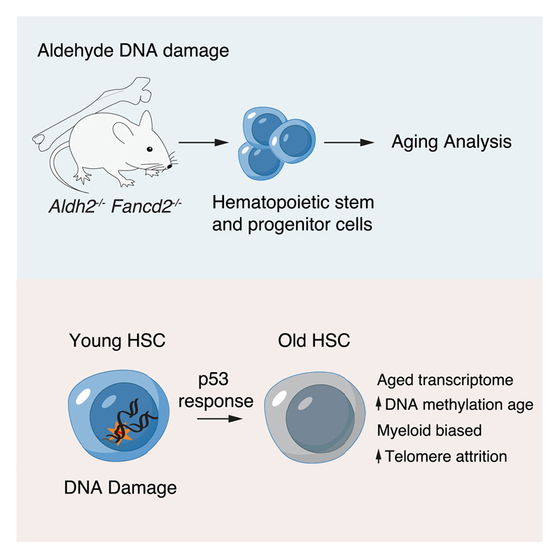 Aldehyde DNA damage
Aldh2-/- Fancd2-/-
Hematopoietic stem
and progenitor cells
Aging Analysis
Young HSC
DNA Damage
p53
response
Old HSC
Aged transcriptome
DNA methylation age
Myeloid biased
Telomere attrition